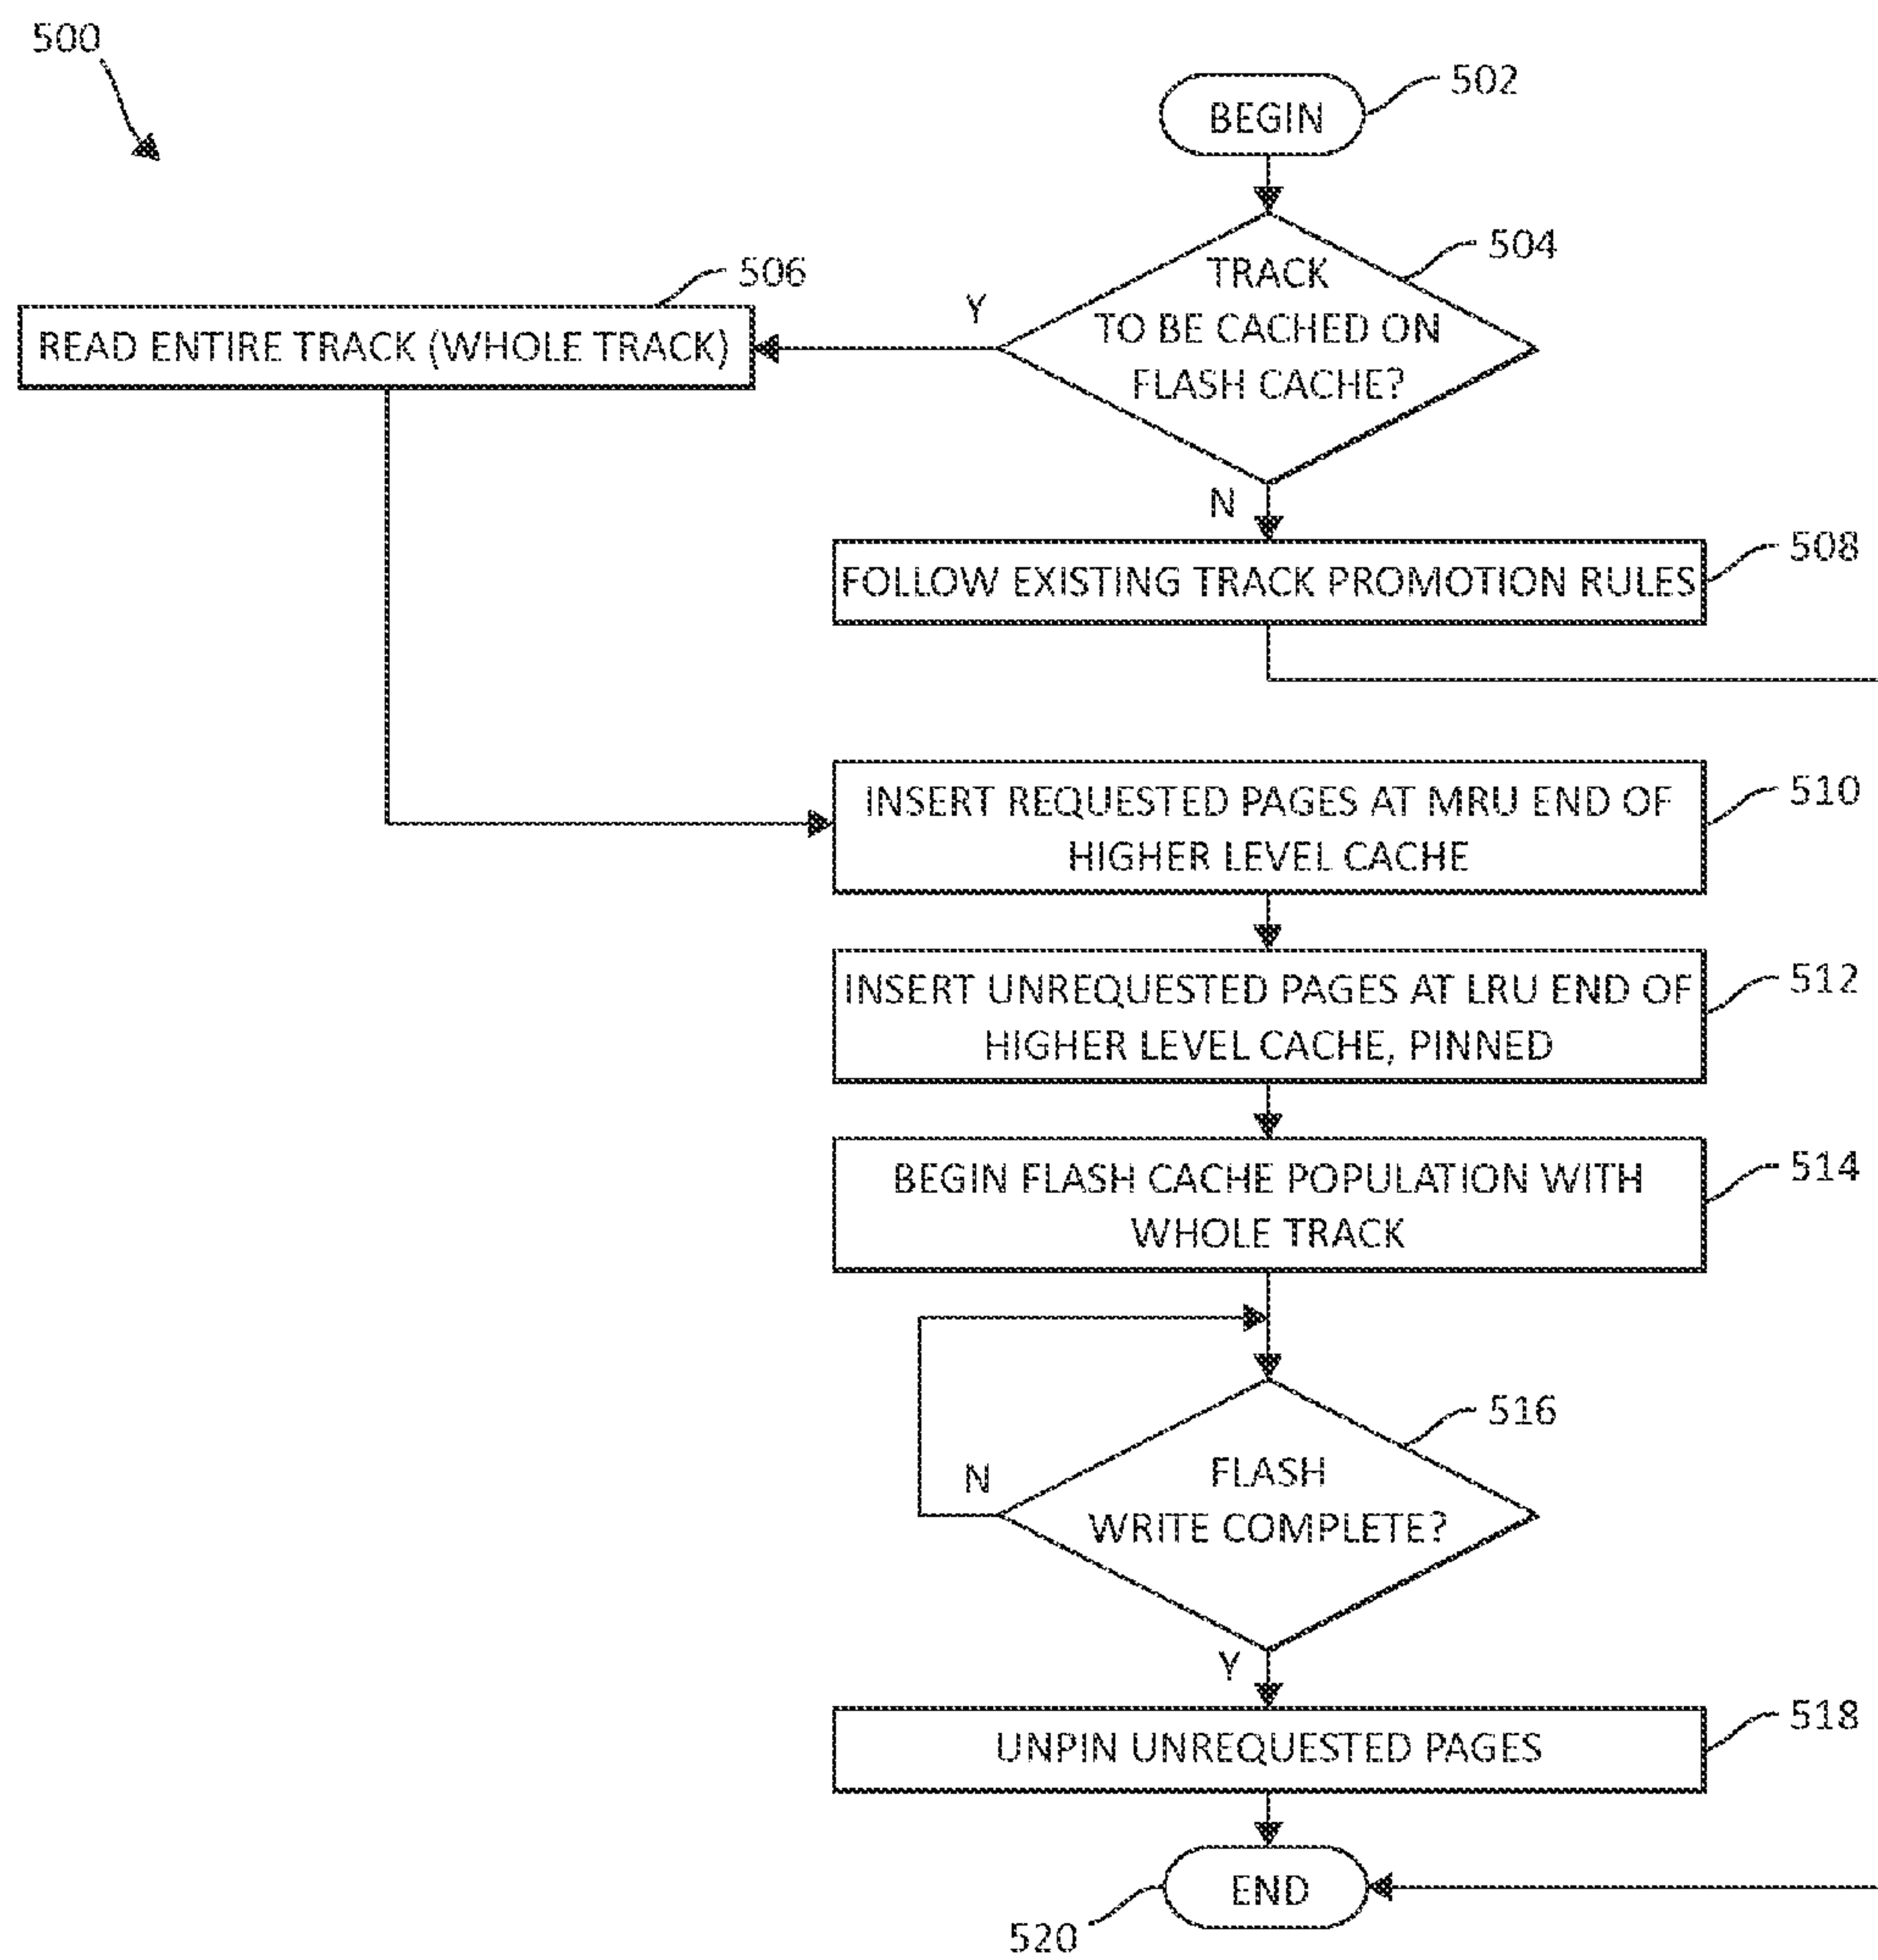 500
BEGIN
502
TRACK
TO BE CACHED ON
FLASH CACHE?
504
Y
506
READ ENTIRE TRACK (WHOLE TRACK)
N
FOLLOW EXISTING TRACK PROMOTION RULES
508
INSERT REQUESTED PAGES AT MRU END OF
HIGHER LEVEL CACHE
510
INSERT UNREQUESTED PAGES AT LRU END OF
HIGHER LEVEL CACHE, PINNED
512
BEGIN FLASH CACHE POPULATION WITH
WHOLE TRACK
514
FLASH
WRITE COMPLETE?
516
N
Y
UNPIN UNREQUESTED PAGES
518
END
520